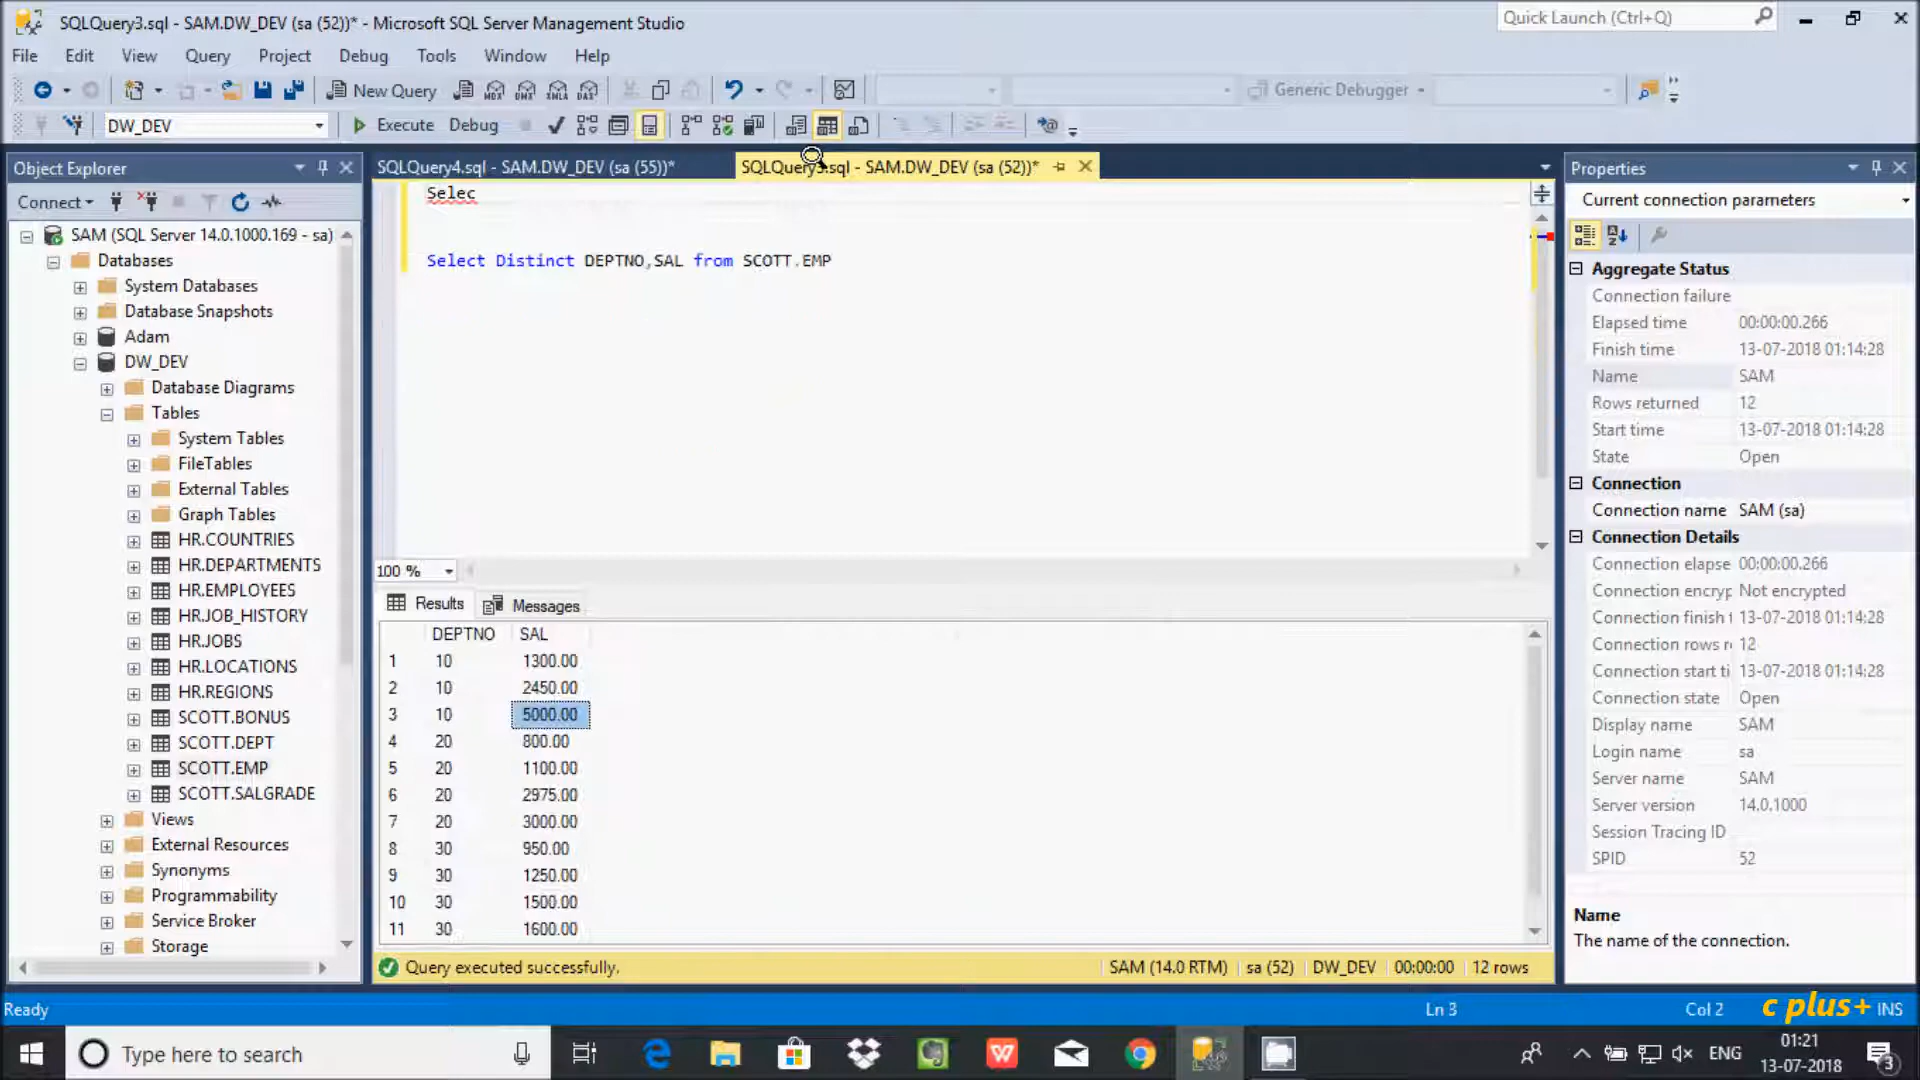 SQLQuery3.sql - SAM.DW_DEV (sa (52))* - Microsoft SQL Server Management Studio
Quick Launch (Ctrl+Q)
File Edit View Query Project Debug Tools Window Help
New Query
MDX DMX XMLA DAX
Generic Debugger
DW_DEV
Execute Debug
Object Explorer
SQLQuery4.sql - SAM.DW_DEV (sa (55))*
SQLQuery3.sql - SAM.DW_DEV (sa (52))*
Properties
Connect
Current connection parameters
SAM (SQL Server 14.0.1000.169 - sa)
Databases
System Databases
Database Snapshots
Adam
DW_DEV
Database Diagrams
Tables
System Tables
FileTables
External Tables
Graph Tables
HR.COUNTRIES
HR.DEPARTMENTS
HR.EMPLOYEES
HR.JOB_HISTORY
HR.JOBS
HR.LOCATIONS
HR.REGIONS
SCOTT.BONUS
SCOTT.DEPT
SCOTT.EMP
SCOTT.SALGRADE
Views
External Resources
Synonyms
Programmability
Service Broker
Storage
Selec
Select Distinct DEPTNO,SAL from SCOTT.EMP
100 %
Results Messages
DEPTNO SAL
1 10 1300.00
2 10 2450.00
3 10 5000.00
4 20 800.00
5 20 1100.00
6 20 2975.00
7 20 3000.00
8 30 950.00
9 30 1250.00
10 30 1500.00
11 30 1600.00
Query executed successfully.
SAM (14.0 RTM) sa (52) DW_DEV 00:00:00 12 rows
Aggregate Status
Connection failure
Elapsed time 00:00:00.266
Finish time 13-07-2018 01:14:28
Name SAM
Rows returned 12
Start time 13-07-2018 01:14:28
State Open
Connection
Connection name SAM (sa)
Connection Details
Connection elapse 00:00:00.266
Connection encryp Not encrypted
Connection finish t 13-07-2018 01:14:28
Connection rows r 12
Connection start ti 13-07-2018 01:14:28
Connection state Open
Display name SAM
Login name sa
Server name SAM
Server version 14.0.1000
Session Tracing ID
SPID 52
Name
The name of the connection.
Ready
Ln 3
Col 2
c plus+
INS
Type here to search
ENG
01:21
13-07-2018
3